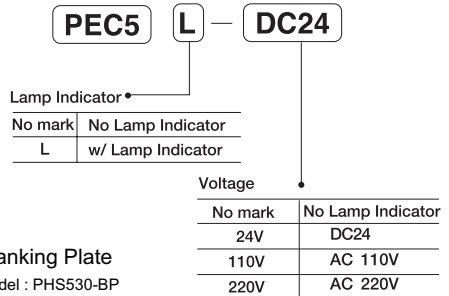 PEC5 L — DC24
Lamp Indicator
No mark No Lamp Indicator
L w/ Lamp Indicator
Voltage
No mark No Lamp Indicator
24V DC24
110V AC 110V
220V AC 220V
anking Plate
del : PHS530-BP